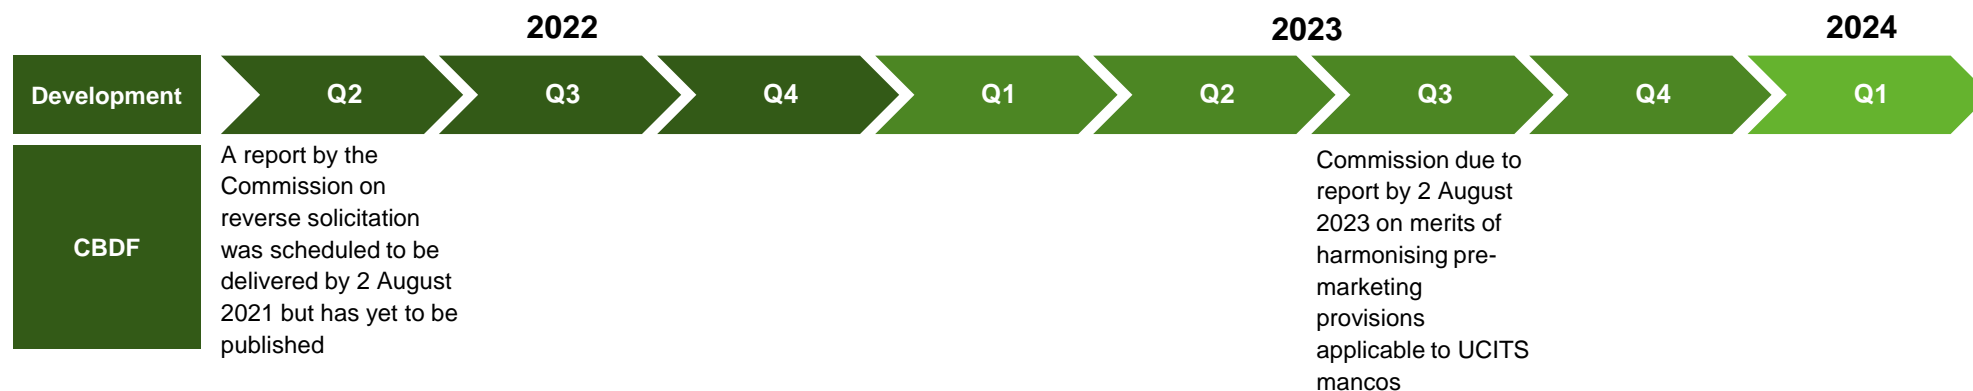 2022
2023
2024
Development
Q2
Q3
Q4
Q1
Q2
Q3
Q4
Q1
CBDF
A report by the
Commission on
reverse solicitation
was scheduled to be
delivered by 2 August
2021 but has yet to be
published
Commission due to
report by 2 August
2023 on merits of
harmonising pre-
marketing
provisions
applicable to UCITS
mancos